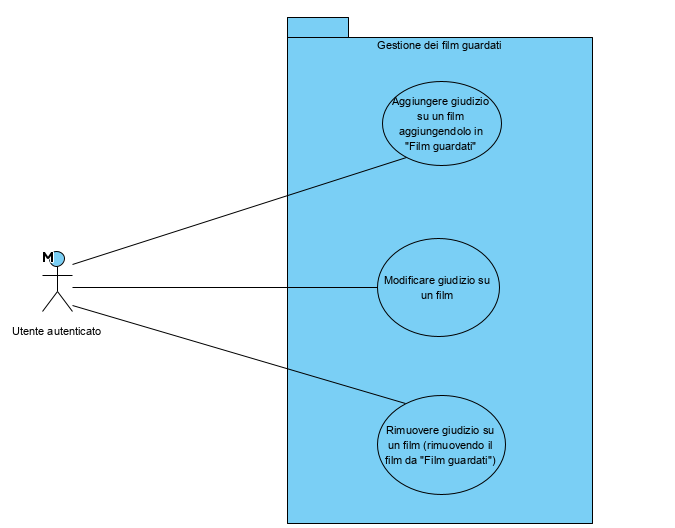 Gestione dei film guardati
Aggiungere giudizio
su un film
aggiungendolo in
"Film guardati"
M
Modificare giudizio su
un film
Utente autenticato
Rimuovere giudizio su
un film (rimuovendo il
film da "Film guardati")